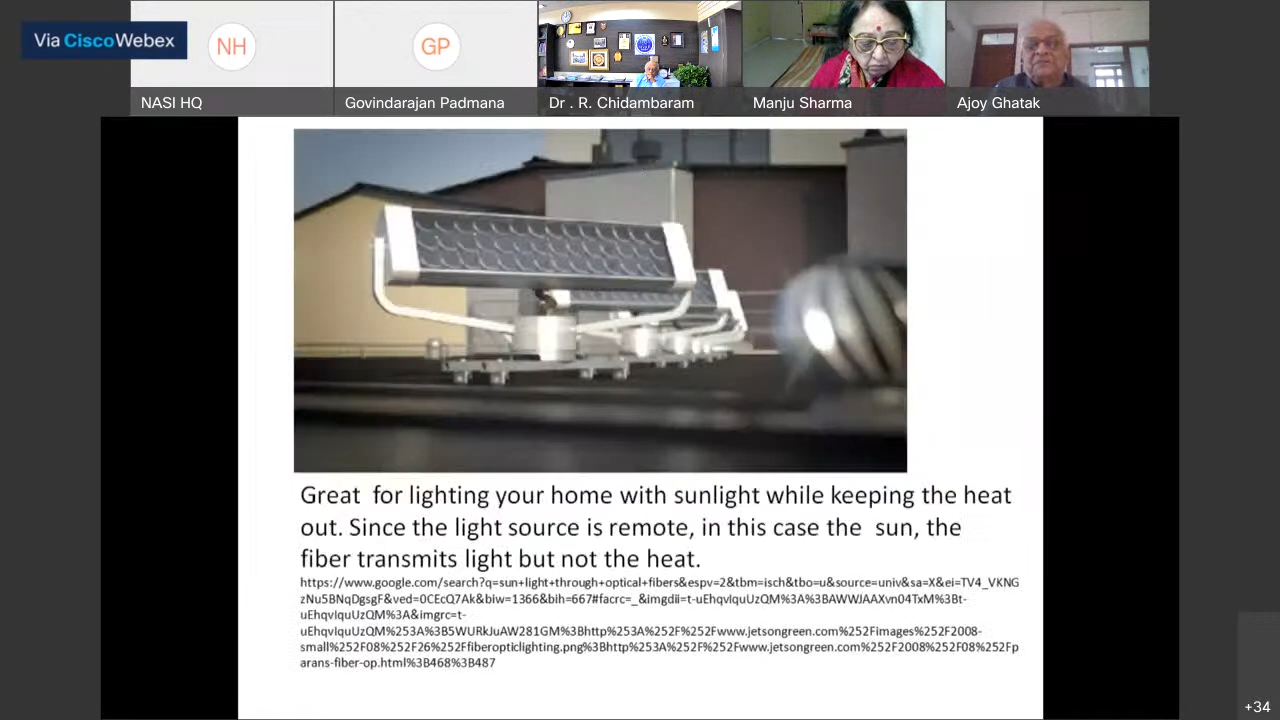 Via CiscoWebex
NH
GP
NASI HQ
Govindarajan Padmana
Dr . R. Chidambaram
Manju Sharma
Ajoy Ghatak
Great for lighting your home with sunlight while keeping the heat
out. Since the light source is remote, in this case the sun, the
fiber transmits light but not the heat.
https://www.google.com/search?q=sun+light+through+optical+fibers&espv=2&tbm=isch&tbo=u&source=univ&sa=X&ei=TV4_VKNG
zNu5BNqDgsgF&ved=0CEcQ7Ak&biw=1366&bih=667#facrc=_&imgdii=t-uEhqvIquUzQM%3A%3BAWWJAAXvn04TxM%3Bt-
uEhqvIquUzQM%3A&imgrc=t-
uEhqvIquUzQM%253A%3B5WURkJuAW281GM%3Bhttp%253A%252F%252Fwww.jetsongreen.com%252Fimages%252F2008-
small%252F08%252F26%252Ffiberopticlighting.png%3Bhttp%253A%252F%252Fwww.jetsongreen.com%252F2008%252F08%252Fp
arans-fiber-op.html%3B468%3B487
+34